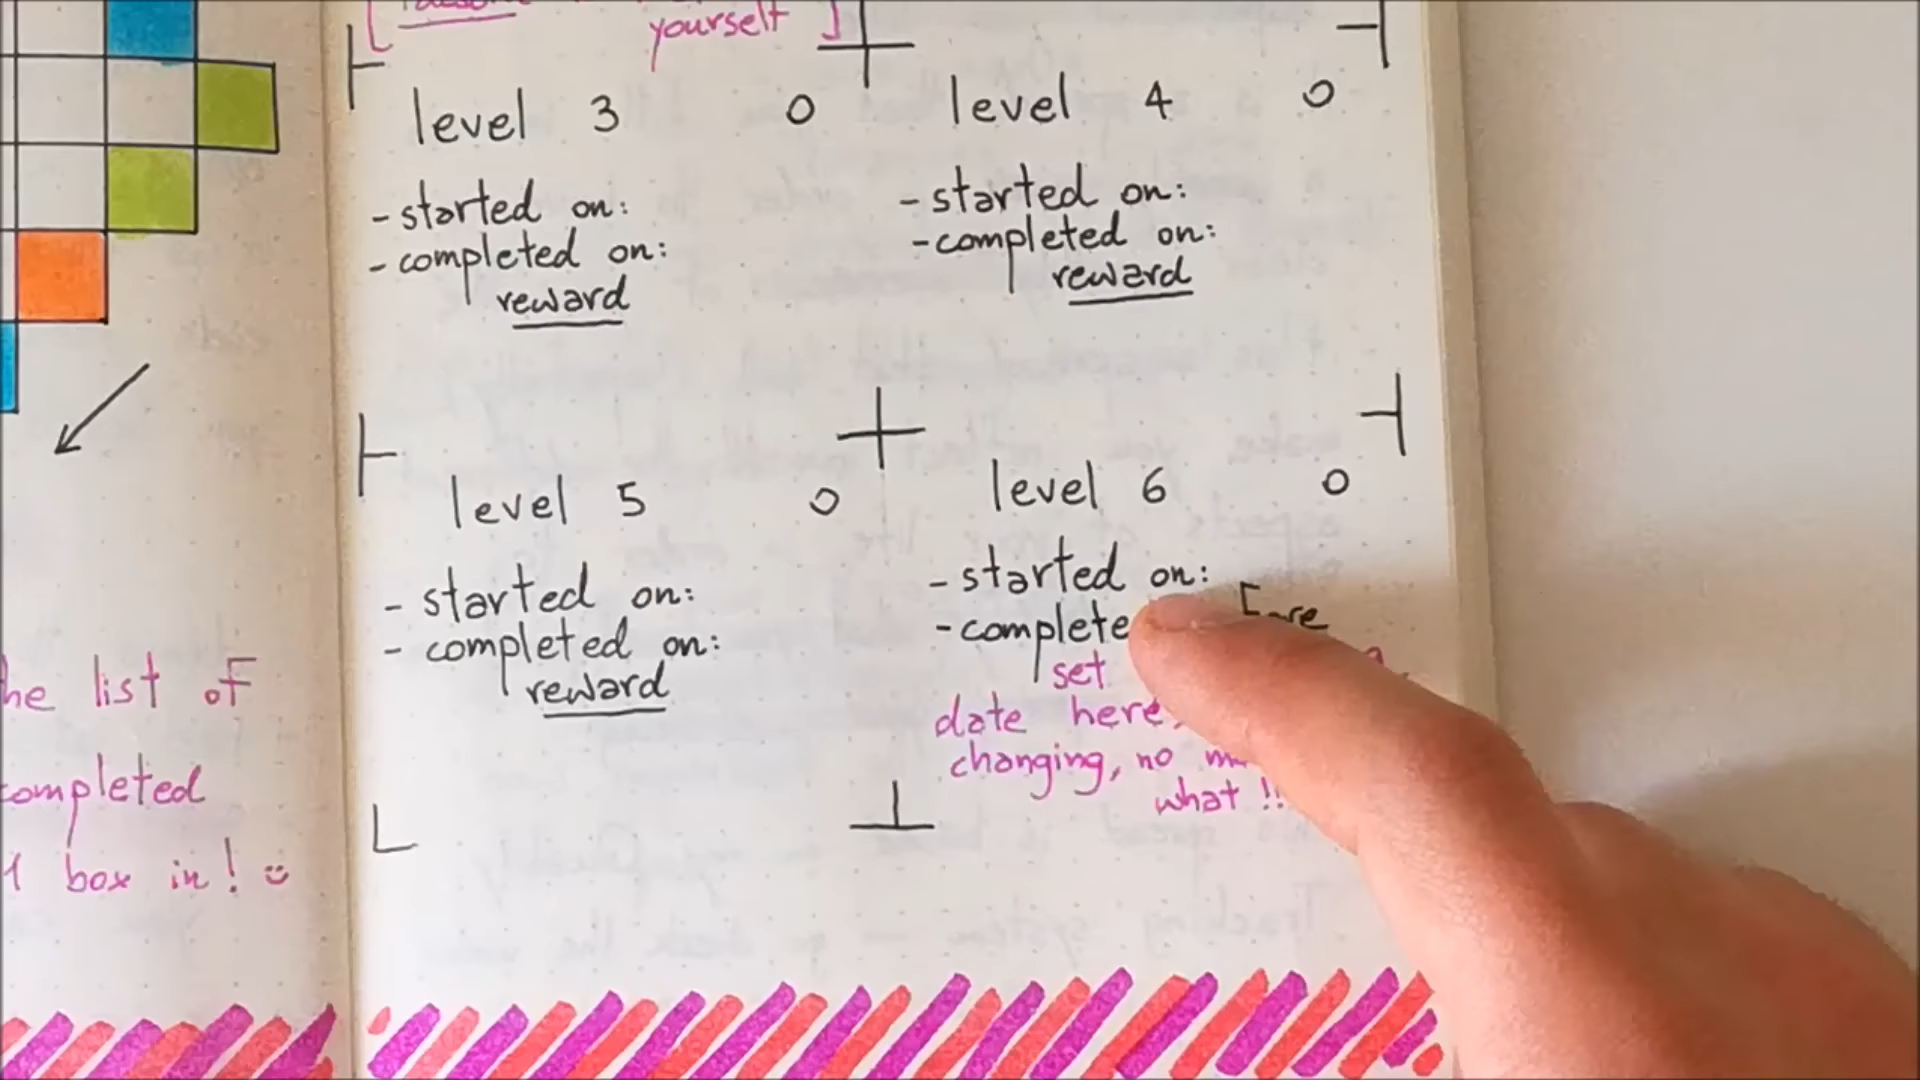 yourself ]
level 3 O
- started on:
- completed on:
reward
level 4 O
- started on:
- completed on:
reward
level 5 O
- started on:
- completed on:
reward
level 6 O
- started on:
- complete
set
date here
changing, no
what !!
list of
completed
1 box in! :)